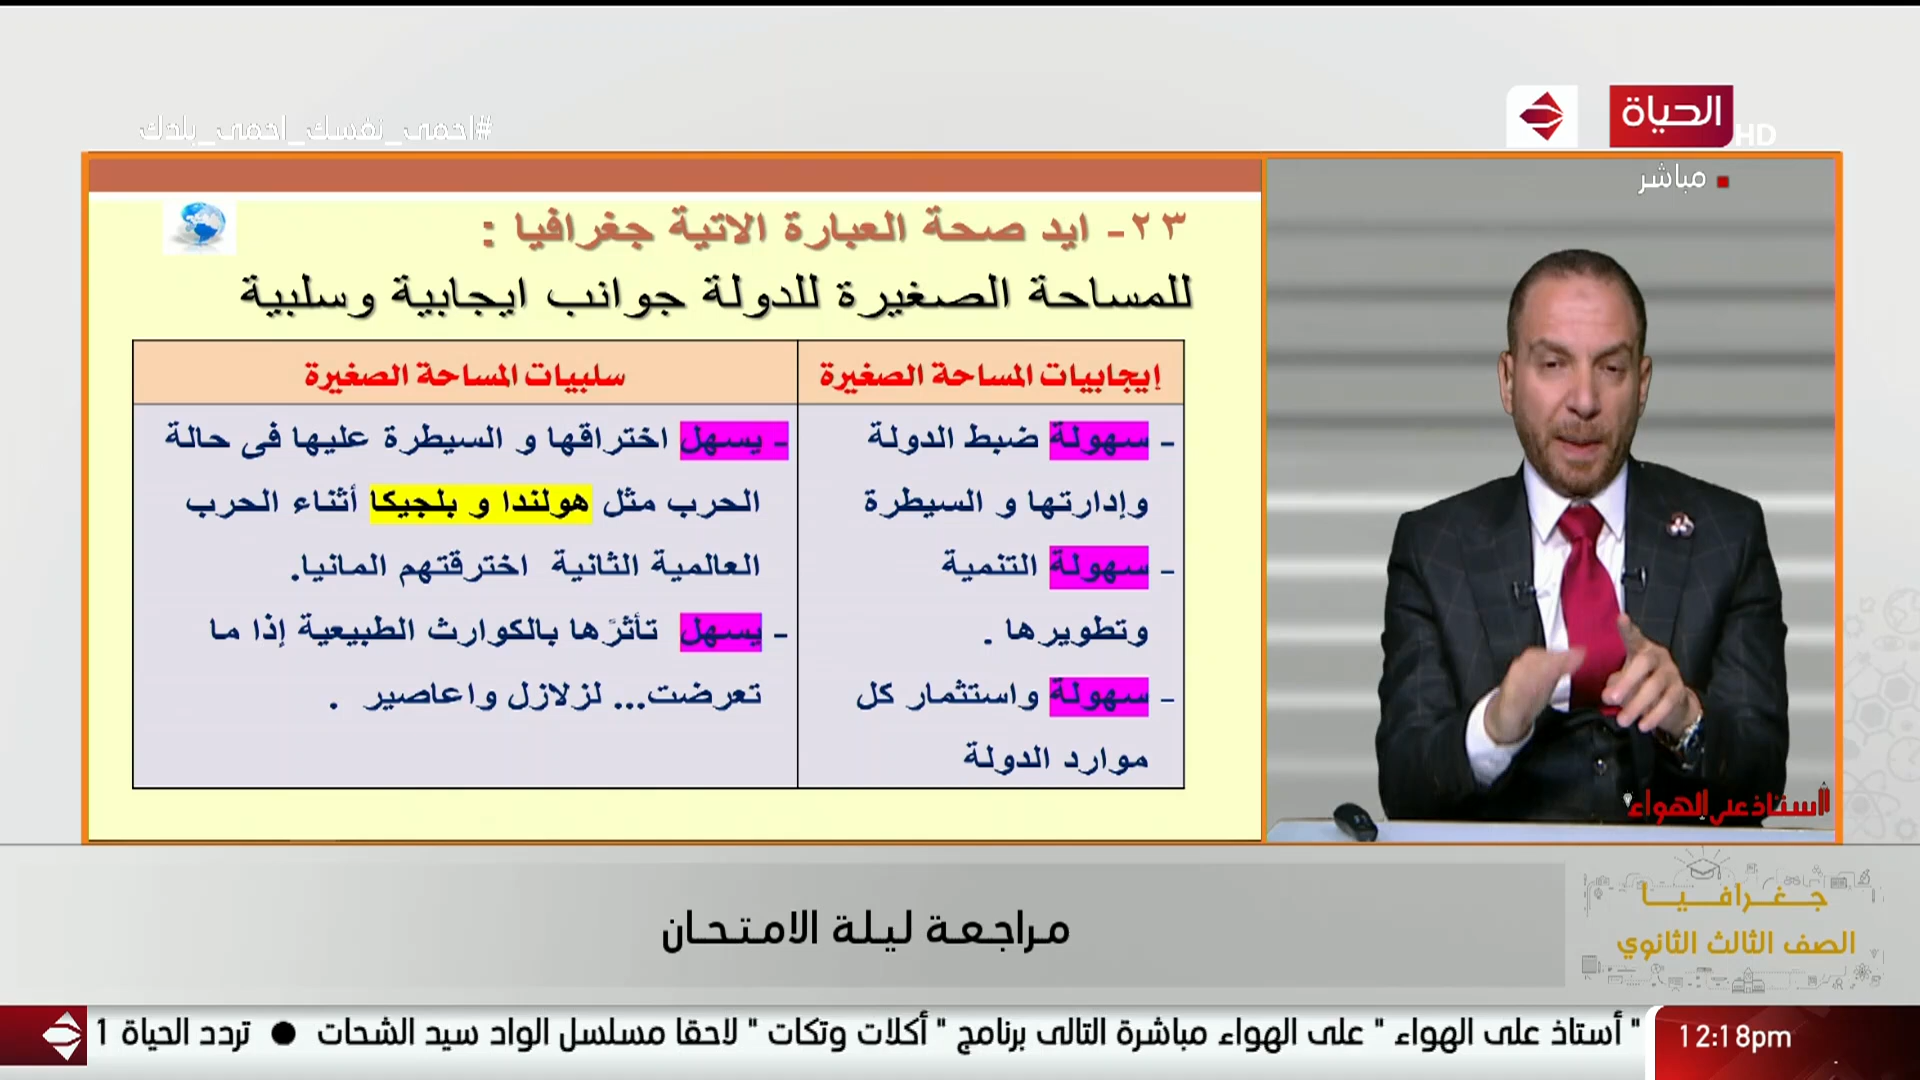 #احمى_نفسك_احمى_بلدك
الحياة
HD
مباشر
٢٣- ايد صحة العبارة الاتية جغرافيا :
للمساحة الصغيرة للدولة جوانب ايجابية وسلبية
إيجابيات المساحة الصغيرة
- سهولة ضبط الدولة
وإدارتها و السيطرة
- سهولة التنمية
وتطويرها .
- سهولة واستثمار كل
موارد الدولة
سلبيات المساحة الصغيرة
- يسهل اختراقها و السيطرة عليها فى حالة
الحرب مثل هولندا و بلجيكا أثناء الحرب
العالمية الثانية اخترقتهم المانيا.
- يسهل تأثرها بالكوارث الطبيعية إذا ما
تعرضت... لزلازل واعاصير .
أستاذ على الهواء
مراجعة ليلة الامتحان
جغرافيا
الصف الثالث الثانوي
" أستاذ على الهواء " على الهواء مباشرة التالى برنامج " أكلات وتكات " لاحقا مسلسل الواد سيد الشحات ● تردد الحياة 1
12:18pm